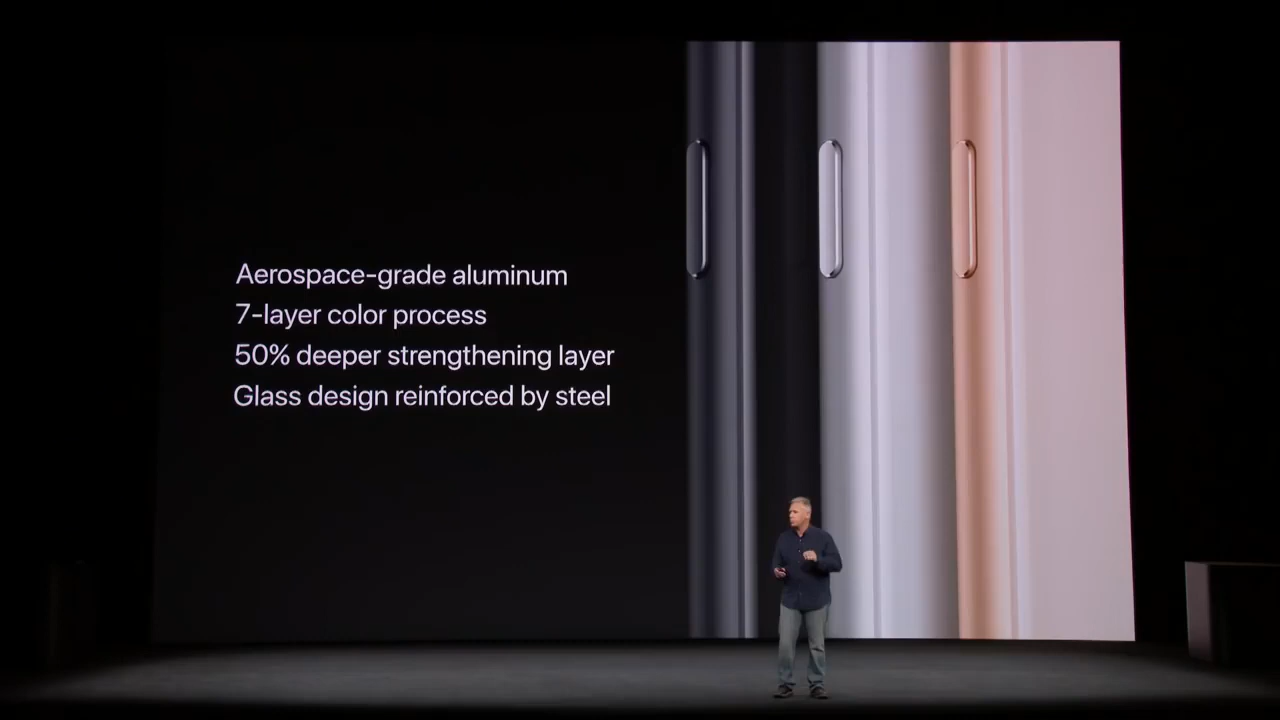 Aerospace-grade aluminum
7-layer color process
50% deeper strengthening layer
Glass design reinforced by steel